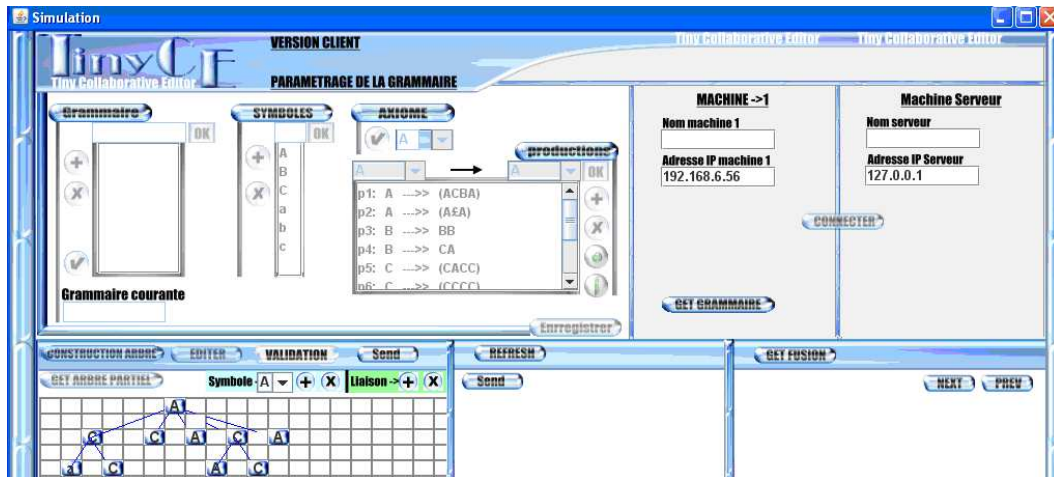 Simulation
TinyCE
Tiny Collaborative Editor
VERSION CLIENT
PARAMETRAGE DE LA GRAMMAIRE
Tiny Collaborative Editor
Tiny Collaborative Editor
Grammaire
OK
SYMBOLES
OK
A
B
C
a
b
c
AXIOME
A
productions
A
A
OK
p1: A --->> (ACBA)
p2: A --->> (A£A)
p3: B --->> BB
p4: B --->> CA
p5: C --->> (CACC)
p6: C --->> (CCCC)
Grammaire courante
Enrregistrer
MACHINE ->1
Nom machine 1
Adresse IP machine 1
192.168.6.56
GET GRAMMAIRE
Machine Serveur
Nom serveur
Adresse IP Serveur
127.0.0.1
CONNECTER
CONSTRUCTION ARBRE
EDITER
VALIDATION
Send
GET ARBRE PARTIEL
Symbole-
A
Liaison ->
A
C C A C A
a C A C
REFRESH
Send
GET FUSION
NEXT
PREV